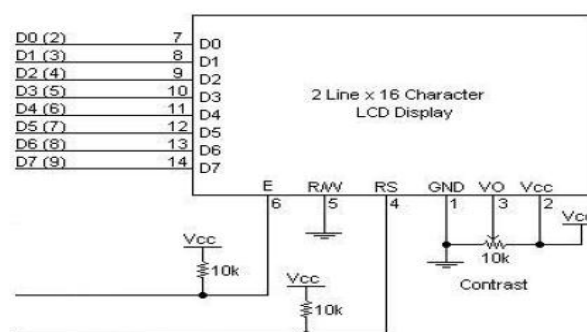 D0 (2) 7 D0
D1 (3) 8 D1
D2 (4) 9 D2
D3 (5) 10 D3
D4 (6) 11 D4
D5 (7) 12 D5
D6 (8) 13 D6
D7 (9) 14 D7
2 Line x 16 Character
LCD Display
E R/W RS GND VO Vcc
6 5 4 1 3 2
Vcc
10k
Vcc
10k
Vcc
10k
Contrast